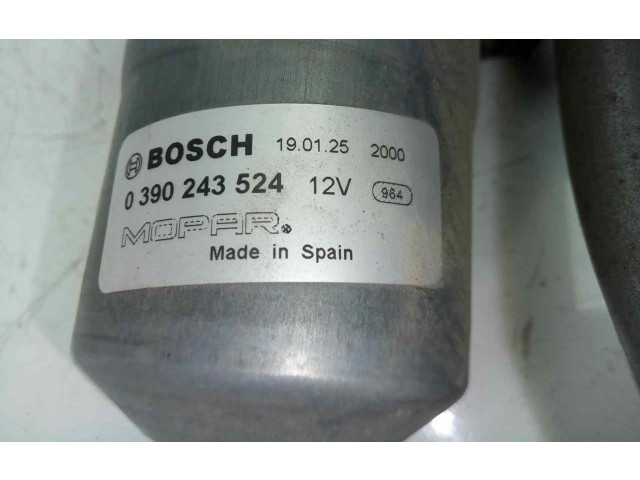 BOSCH 19.01.25 2000
0 390 243 524 12V 964
MOPAR
Made in Spain